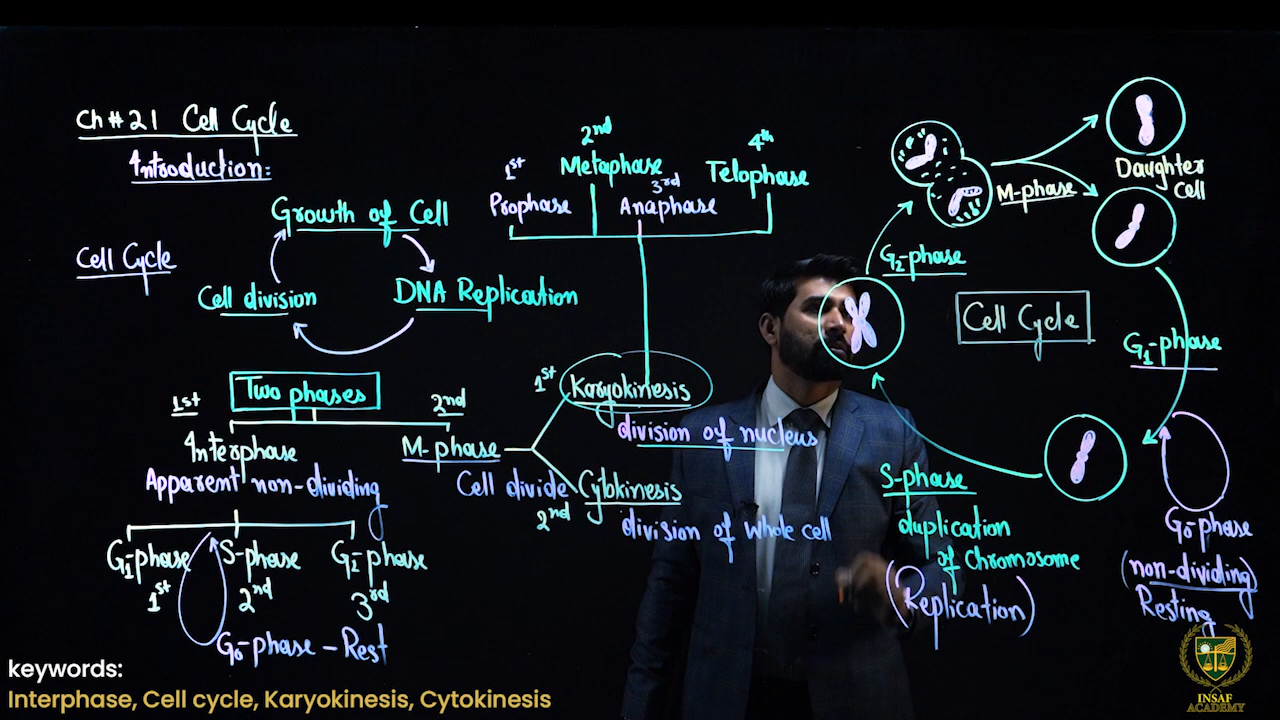 Ch # 21 Cell Cycle
Introduction:
Growth of Cell
Cell Cycle
Cell division
DNA Replication
Two phases
1st
2nd
Interphase
M-phase
Apparent non-dividing
Cell divide
G1-phase
S-phase
G2-phase
1st
2nd
3rd
G0-phase - Rest
1st
2nd
3rd
4th
Prophase
Metaphase
Anaphase
Telophase
1st
Karyokinesis
division of nucleus
2nd
Cytokinesis
division of whole cell
M-phase
Daughter
Cell
G2-phase
Cell Cycle
G1-phase
S-phase
duplication
of Chromosome
(Replication)
G0-phase
(non-dividing)
Resting
keywords:
Interphase, Cell cycle, Karyokinesis, Cytokinesis
INSAF
ACADEMY